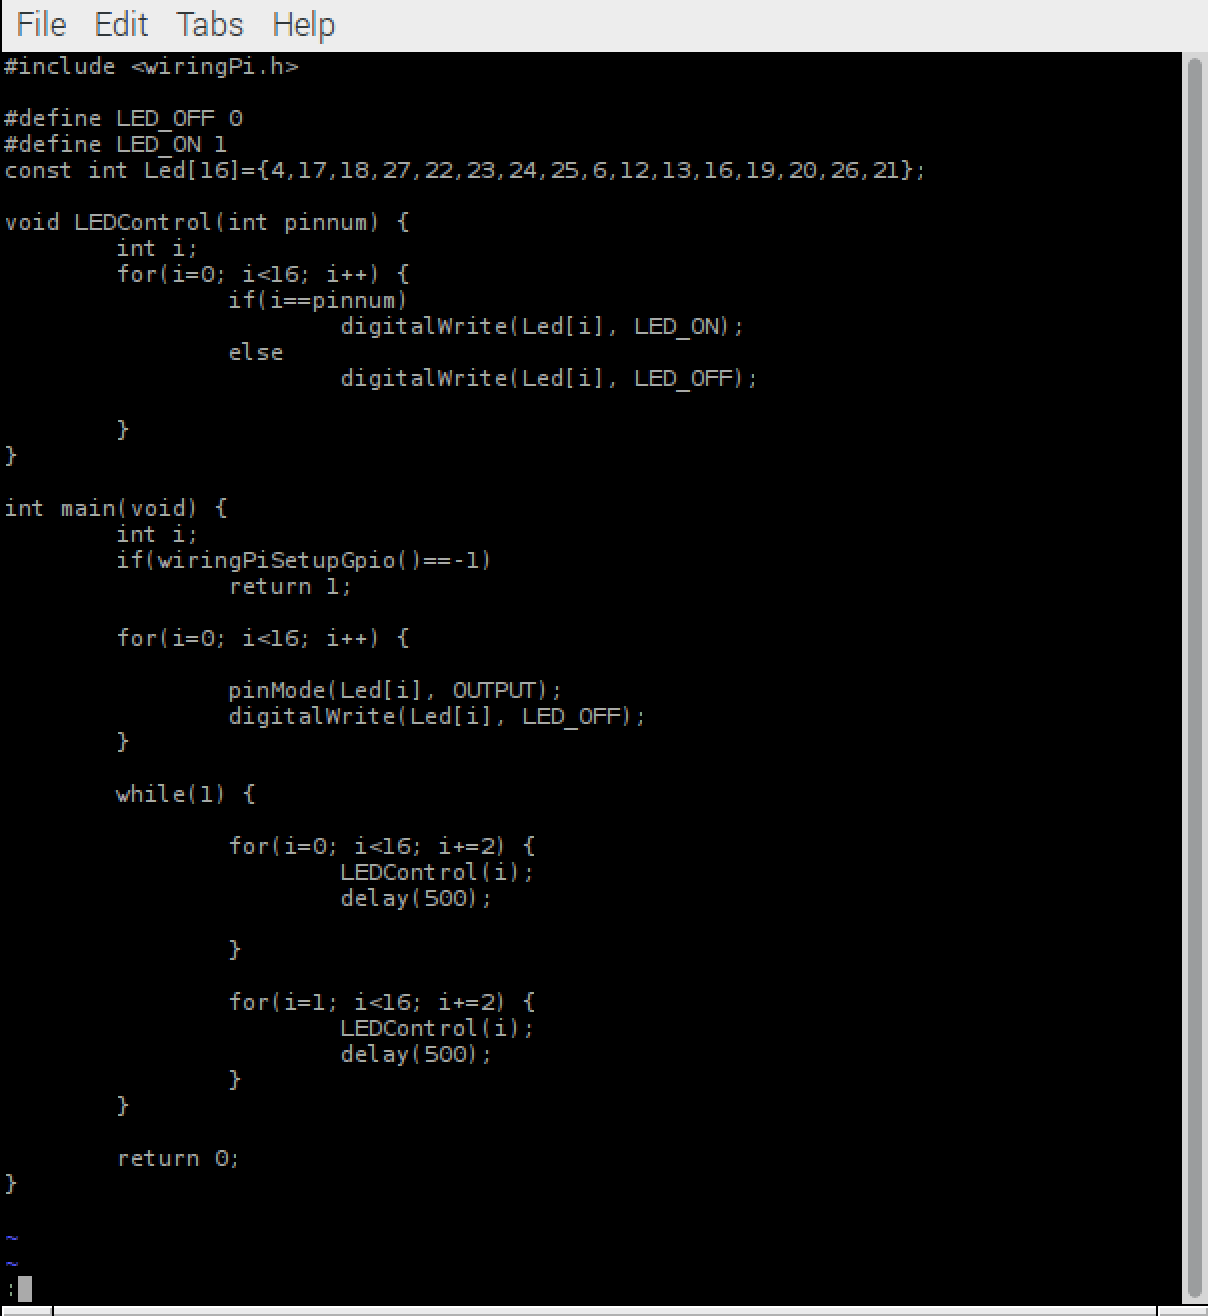 File Edit Tabs Help
#include <wiringPi.h>
#define LED_OFF 0
#define LED_ON 1
const int Led[16]={4,17,18,27,22,23,24,25,6,12,13,16,19,20,26,21};
void LEDControl(int pinnum) {
int i;
for(i=0; i<16; i++) {
if(i==pinnum)
digitalWrite(Led[i], LED_ON);
else
digitalWrite(Led[i], LED_OFF);
}
}
int main(void) {
int i;
if(wiringPiSetupGpio()==-1)
return 1;
for(i=0; i<16; i++) {
pinMode(Led[i], OUTPUT);
digitalWrite(Led[i], LED_OFF);
}
while(1) {
for(i=0; i<16; i+=2) {
LEDControl(i);
delay(500);
}
for(i=1; i<16; i+=2) {
LEDControl(i);
delay(500);
}
}
return 0;
}
~
~
: